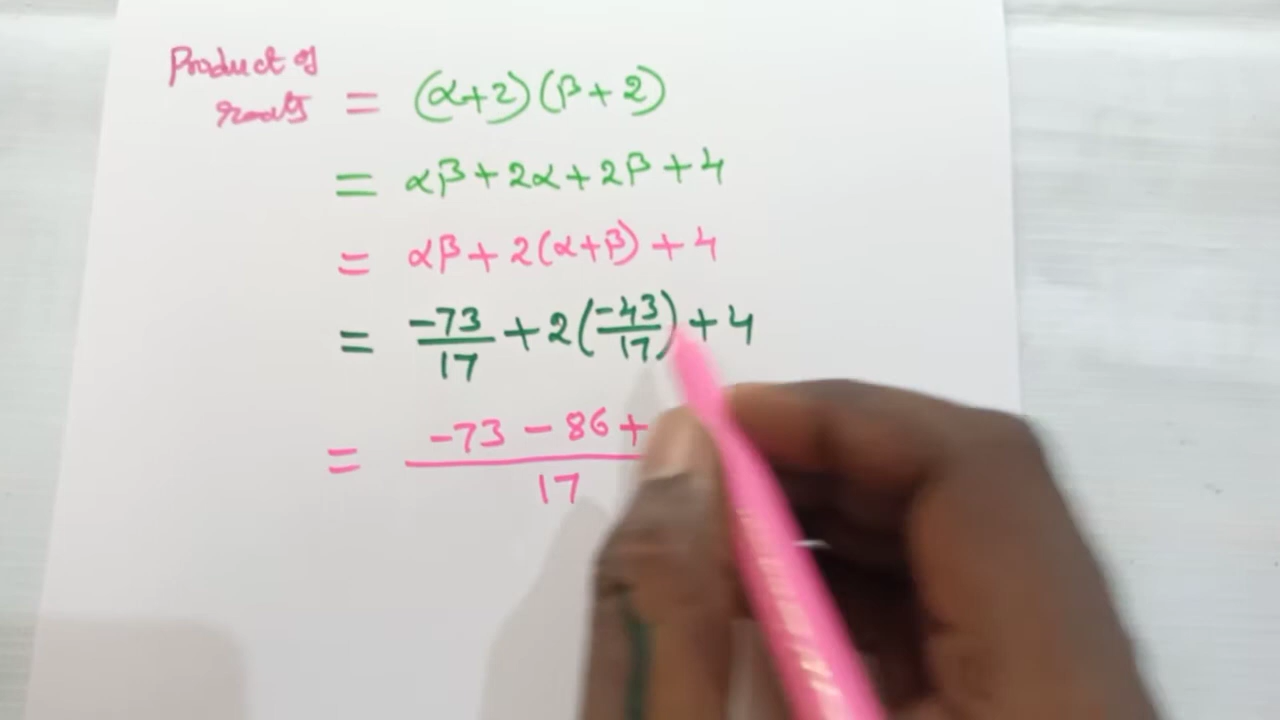 Product of
roots = (α+2)(β+2)
= αβ+2α+2β+4
= αβ+2(α+β)+4
= -73/17 + 2(-43/17) + 4
= -73 - 86 + / 17